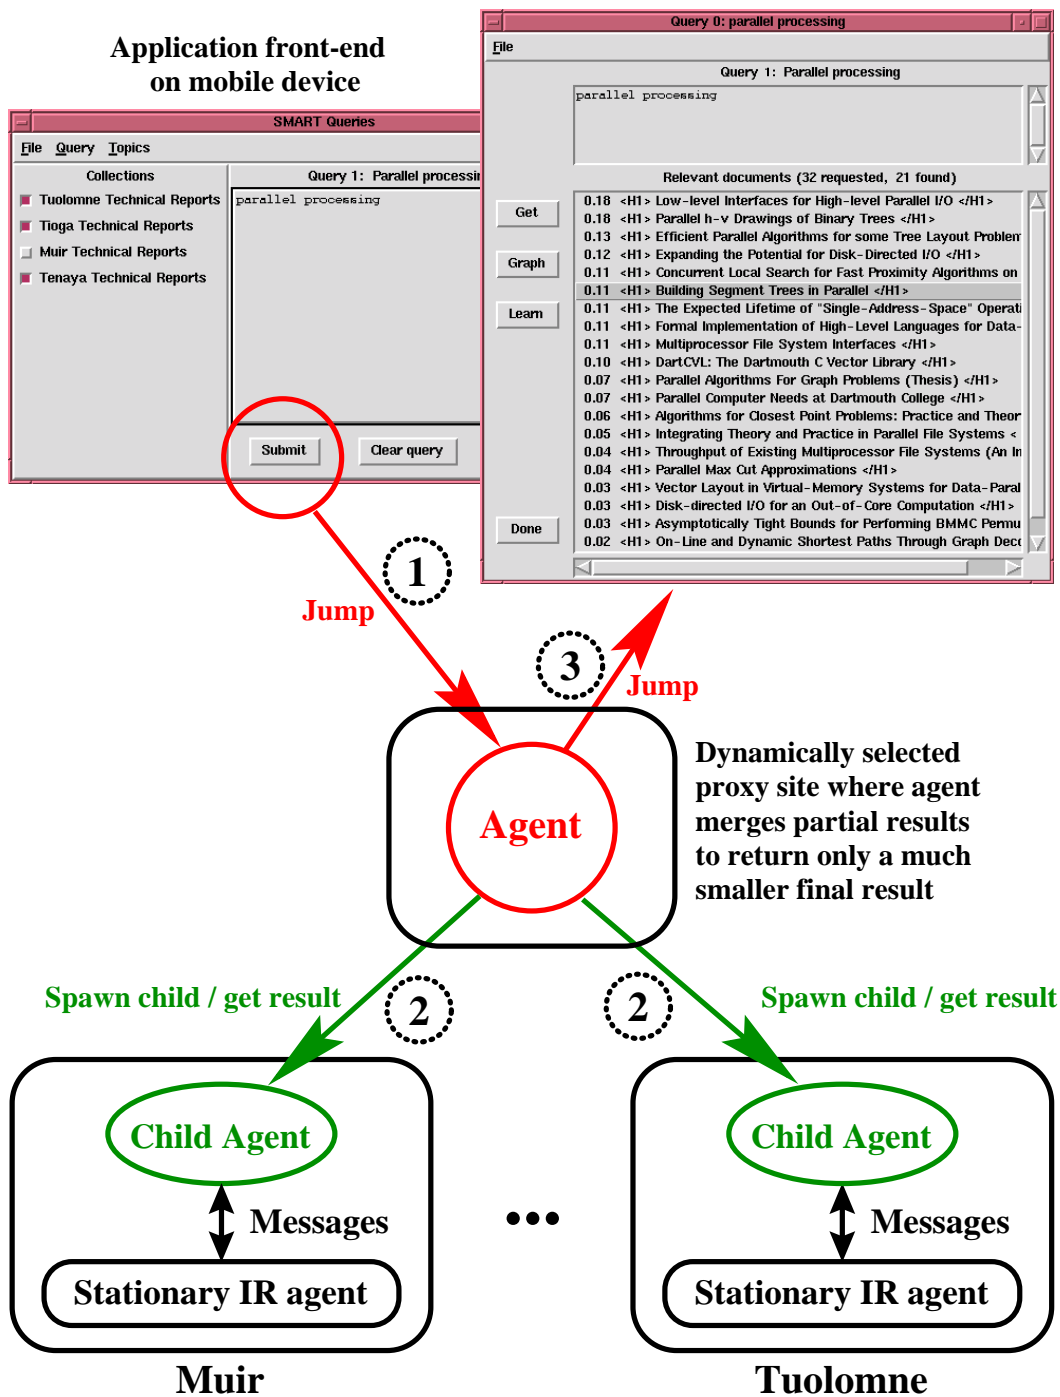 Application front-end
on mobile device
SMART Queries
File Query Topics
Collections
Tuolomne Technical Reports
Tioga Technical Reports
Muir Technical Reports
Tenaya Technical Reports
Query 1: Parallel processin
parallel processing
Submit
Clear query
Query 0: parallel processing
File
Query 1: Parallel processing
parallel processing
Relevant documents (32 requested, 21 found)
Get
Graph
Learn
Done
0.18 <H1> Low-level Interfaces for High-level Parallel I/O </H1>
0.18 <H1> Parallel h-v Drawings of Binary Trees </H1>
0.13 <H1> Efficient Parallel Algorithms for some Tree Layout Problem
0.12 <H1> Expanding the Potential for Disk-Directed I/O </H1>
0.11 <H1> Concurrent Local Search for Fast Proximity Algorithms on
0.11 <H1> Building Segment Trees in Parallel </H1>
0.11 <H1> The Expected Lifetime of "Single-Address-Space" Operati
0.11 <H1> Formal Implementation of High-Level Languages for Data-
0.11 <H1> Multiprocessor File System Interfaces </H1>
0.10 <H1> DartCVL: The Dartmouth C Vector Library </H1>
0.07 <H1> Parallel Algorithms For Graph Problems (Thesis) </H1>
0.07 <H1> Parallel Computer Needs at Dartmouth College </H1>
0.06 <H1> Algorithms for Closest Point Problems: Practice and Theor
0.05 <H1> Integrating Theory and Practice in Parallel File Systems <
0.04 <H1> Throughput of Existing Multiprocessor File Systems (An In
0.04 <H1> Parallel Max Cut Approximations </H1>
0.03 <H1> Vector Layout in Virtual-Memory Systems for Data-Paral
0.03 <H1> Disk-directed I/O for an Out-of-Core Computation </H1>
0.03 <H1> Asymptotically Tight Bounds for Performing BMMC Permu
0.02 <H1> On-Line and Dynamic Shortest Paths Through Graph Deco
1
Jump
3
Jump
Agent
Dynamically selected
proxy site where agent
merges partial results
to return only a much
smaller final result
Spawn child / get result
2
2
Spawn child / get result
Child Agent
Messages
Stationary IR agent
Muir
•••
Child Agent
Messages
Stationary IR agent
Tuolomne